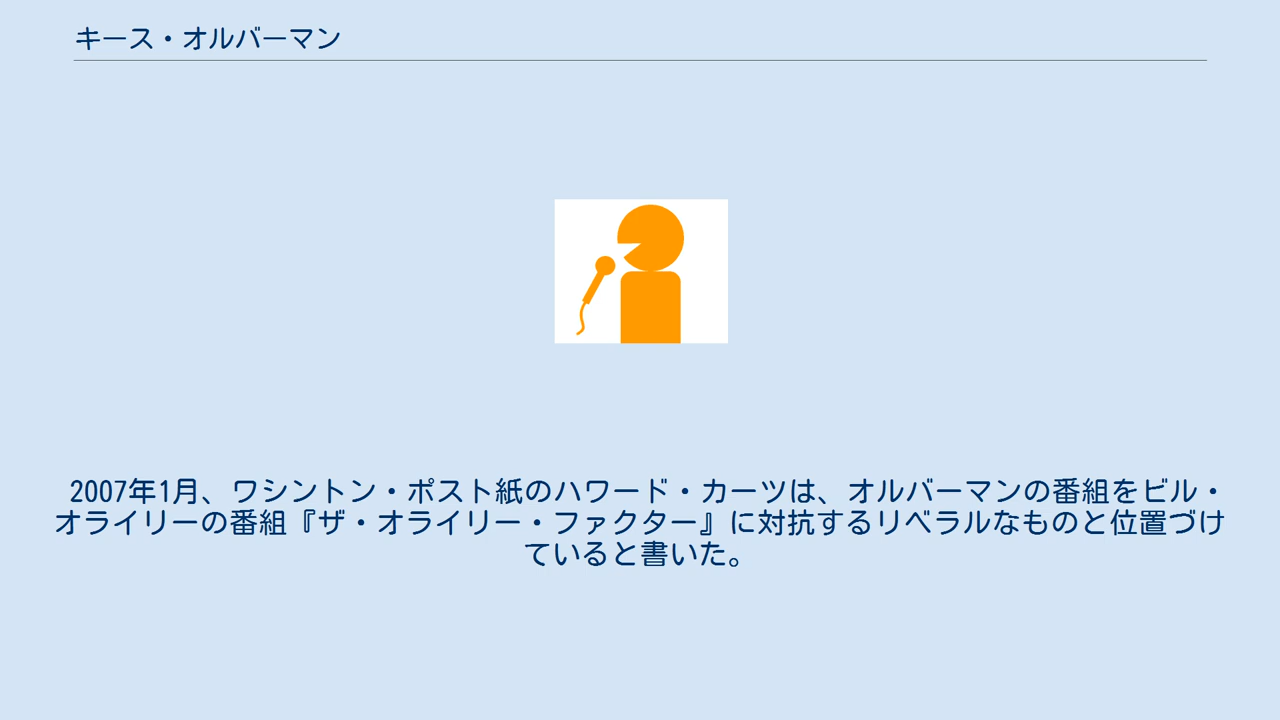 キース・オルバーマン
2007年1月、ワシントン・ポスト紙のハワード・カーツは、オルバーマンの番組をビル・
オライリーの番組『ザ・オライリー・ファクター』に対抗するリベラルなものと位置づけ
ていると書いた。